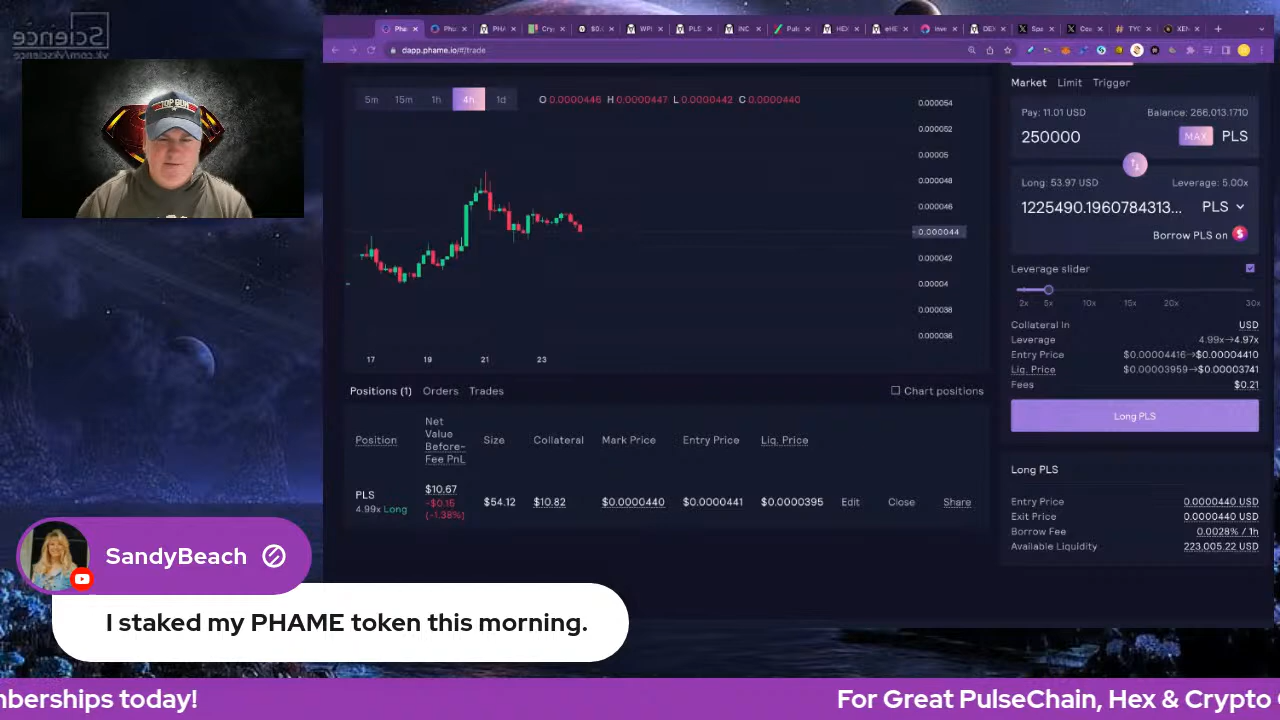 Science
vk.com/vkscience
TOP GUN
dapp.phame.io/#/trade
5m 15m 1h 4h 1d O 0.0000446 H 0.0000447 L 0.0000442 C 0.0000440
0.000054
0.000052
0.00005
0.000048
0.000046
0.000044
0.000042
0.00004
0.000038
0.000036
17 19 21 23
Market Limit Trigger
Pay: 11.01 USD Balance: 266,013.1710
250000 MAX PLS
Long: 53.97 USD Leverage: 5.00x
1225490.1960784313... PLS
Borrow PLS on
Leverage slider
2x 5x 10x 15x 20x 30x
Collateral In USD
Leverage 4.99x→4.97x
Entry Price $0.00004416→$0.00004410
Liq. Price $0.00003959→$0.00003741
Fees $0.21
Long PLS
Positions (1) Orders Trades Chart positions
Position Net Value Before~ Fee PnL Size Collateral Mark Price Entry Price Liq. Price
PLS $10.67 $54.12 $10.82 $0.0000440 $0.0000441 $0.0000395 Edit Close Share
4.99x Long -$0.15 (-1.38%)
Long PLS
Entry Price 0.0000440 USD
Exit Price 0.0000440 USD
Borrow Fee 0.0028% / 1h
Available Liquidity 223,005.22 USD
SandyBeach
I staked my PHAME token this morning.
mberships today! For Great PulseChain, Hex & Crypto